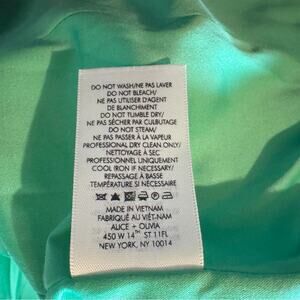 DO NOT WASH/NE PAS LAVER
DO NOT BLEACH/
NE PAS UTILISER D'AGENT
DE BLANCHIMENT
DO NOT TUMBLE DRY/
NE PAS SÉCHER PAR CULBUTAGE
DO NOT STEAM/
NE PAS PASSER À LA VAPEUR
PROFESSIONAL DRY CLEAN ONLY/
NETTOYAGE À SEC
PROFESSIONNEL UNIQUEMENT
COOL IRON IF NECESSARY/
REPASSAGE À BASSE
TEMPÉRATURE SI NÉCESSAIRE
MADE IN VIETNAM
FABRIQUÉ AU VIÊT-NAM
ALICE + OLIVIA
450 W 14TH ST 11FL
NEW YORK, NY 10014